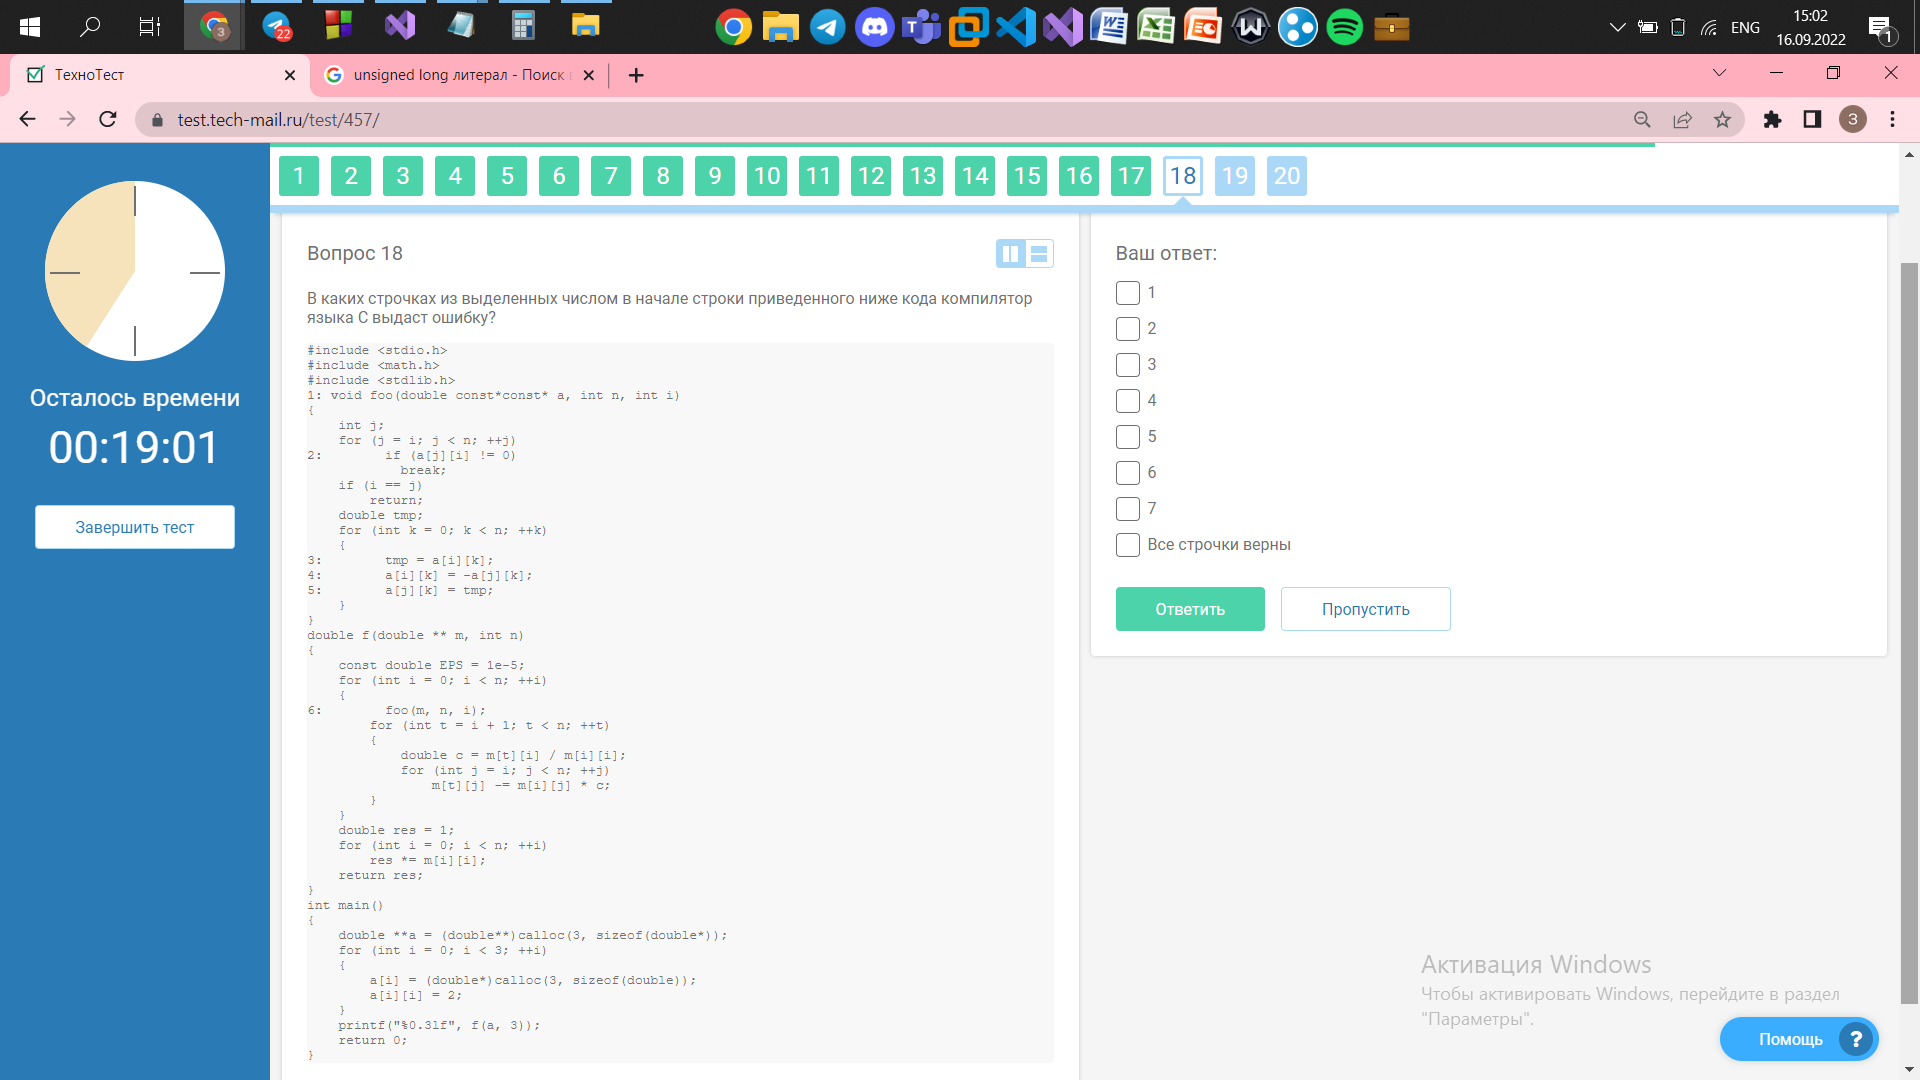 22
3
ENG
15:02
16.09.2022
1
ТехноТест
unsigned long литерал - Поиск
test.tech-mail.ru/test/457/
З
1 2 3 4 5 6 7 8 9 10 11 12 13 14 15 16 17 18 19 20
Осталось времени
00:19:01
Завершить тест
Вопрос 18
В каких строчках из выделенных числом в начале строки приведенного ниже кода компилятор
языка С выдаст ошибку?
#include <stdio.h>
#include <math.h>
#include <stdlib.h>
1: void foo(double const*const* a, int n, int i)
{
    int j;
    for (j = i; j < n; ++j)
2:        if (a[j][i] != 0)
            break;
    if (i == j)
        return;
    double tmp;
    for (int k = 0; k < n; ++k)
    {
3:        tmp = a[i][k];
4:        a[i][k] = -a[j][k];
5:        a[j][k] = tmp;
    }
}
double f(double ** m, int n)
{
    const double EPS = 1e-5;
    for (int i = 0; i < n; ++i)
    {
6:        foo(m, n, i);
        for (int t = i + 1; t < n; ++t)
        {
            double c = m[t][i] / m[i][i];
            for (int j = i; j < n; ++j)
                m[t][j] -= m[i][j] * c;
        }
    }
    double res = 1;
    for (int i = 0; i < n; ++i)
        res *= m[i][i];
    return res;
}
int main()
{
    double **a = (double**)calloc(3, sizeof(double*));
    for (int i = 0; i < 3; ++i)
    {
        a[i] = (double*)calloc(3, sizeof(double));
        a[i][i] = 2;
    }
    printf("%0.3lf", f(a, 3));
    return 0;
}
Ваш ответ:
1
2
3
4
5
6
7
Все строчки верны
Ответить
Пропустить
Активация Windows
Чтобы активировать Windows, перейдите в раздел
"Параметры".
Помощь ?